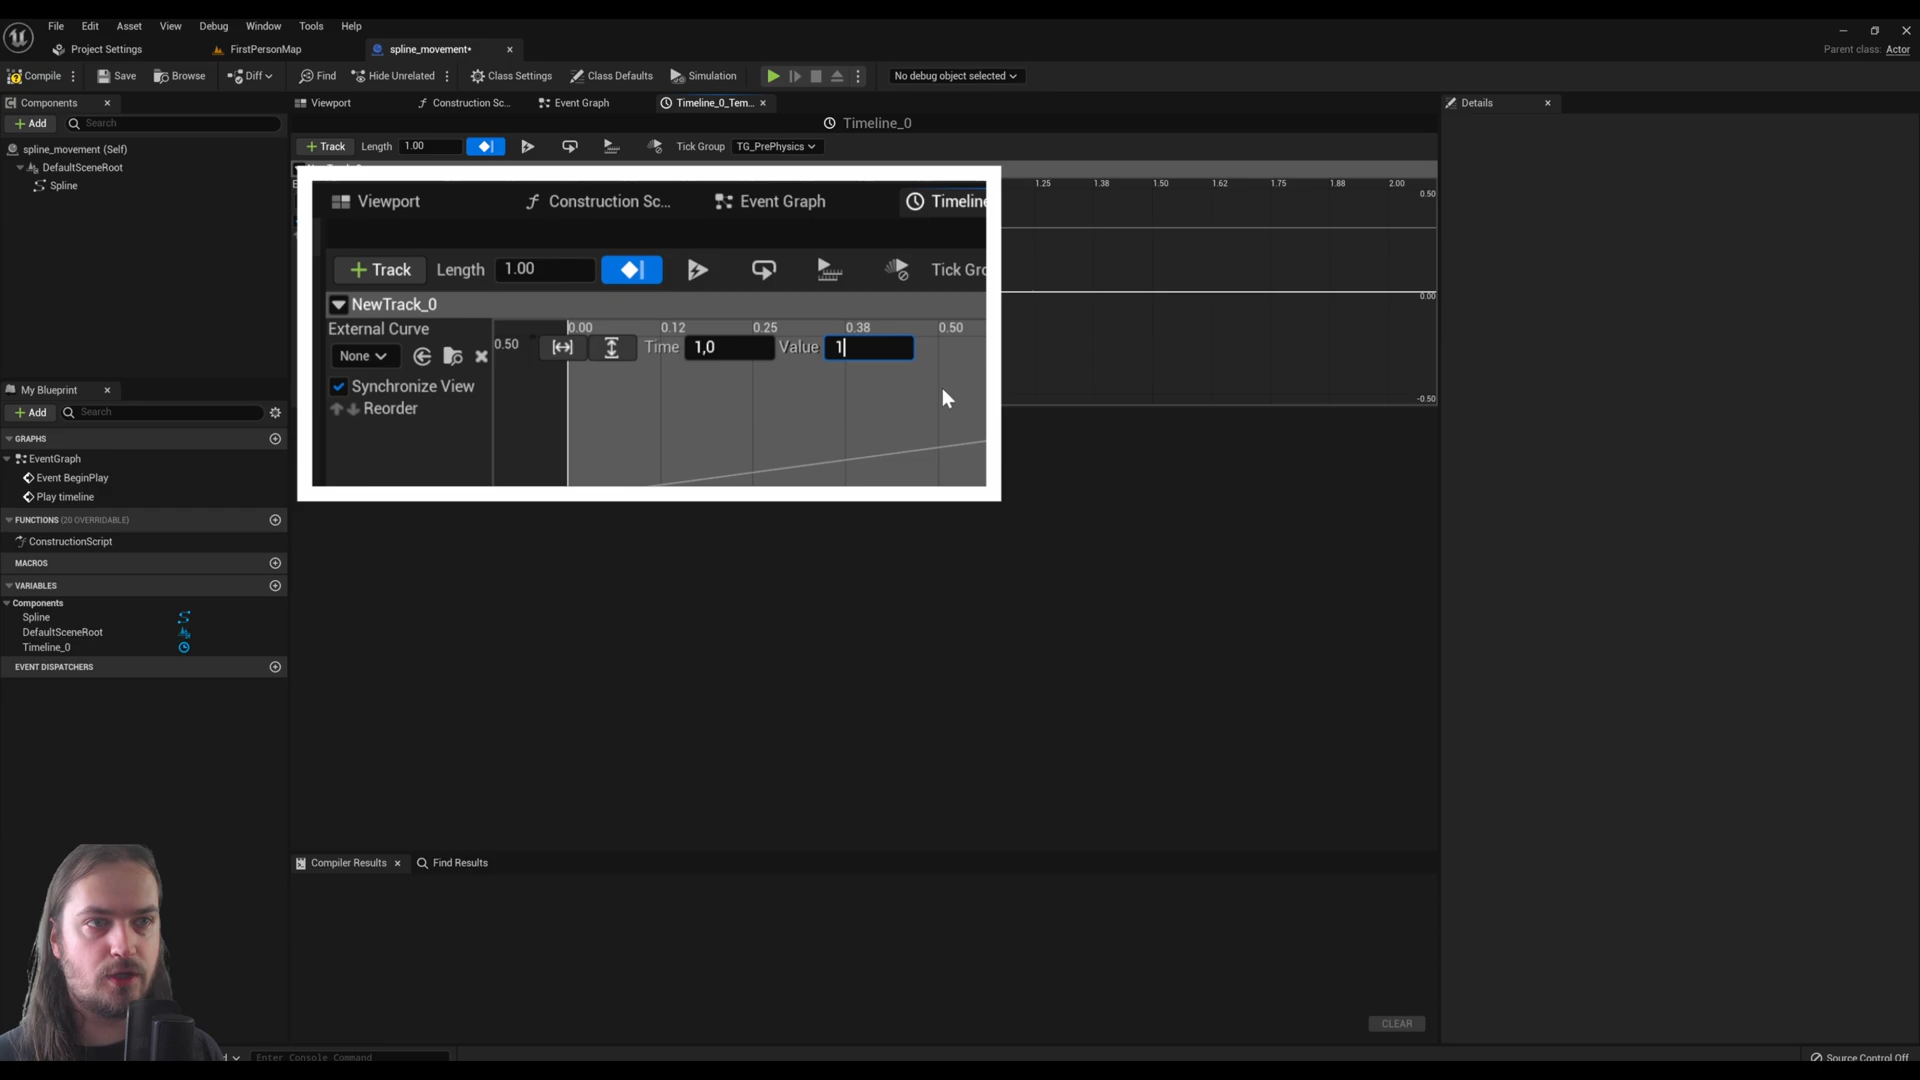 File Edit Asset View Debug Window Tools Help
Project Settings FirstPersonMap spline_movement* Parent class: Actor
Compile Save Browse Diff Find Hide Unrelated Class Settings Class Defaults Simulation No debug object selected
Components Viewport Construction Sc... Event Graph Timeline_0_Tem... Details
Add Search
Timeline_0
spline_movement (Self)
Track Length 1.00 Tick Group TG_PrePhysics
DefaultSceneRoot
Spline
1.25 1.38 1.50 1.62 1.75 1.88 2.00
0.50
0.00
-0.50
Viewport Construction Sc... Event Graph Timeline
Track Length 1.00 Tick Gro
NewTrack_0
External Curve 0.00 0.12 0.25 0.38 0.50
None 0.50 Time 1,0 Value 1
Synchronize View
Reorder
My Blueprint
Add Search
GRAPHS
EventGraph
Event BeginPlay
Play timeline
FUNCTIONS (20 OVERRIDABLE)
ConstructionScript
MACROS
VARIABLES
Components
Spline
DefaultSceneRoot
Timeline_0
EVENT DISPATCHERS
Compiler Results Find Results
CLEAR
Enter Console Command Source Control Off